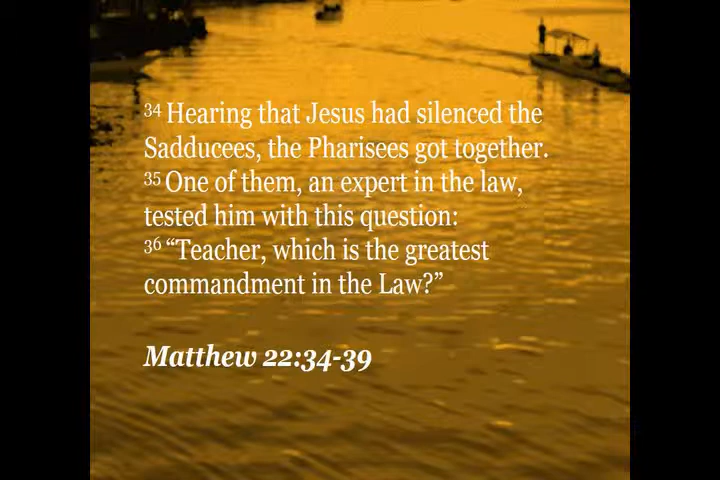 34 Hearing that Jesus had silenced the
Sadducees, the Pharisees got together.
35 One of them, an expert in the law,
tested him with this question:
36 “Teacher, which is the greatest
commandment in the Law?”
Matthew 22:34-39